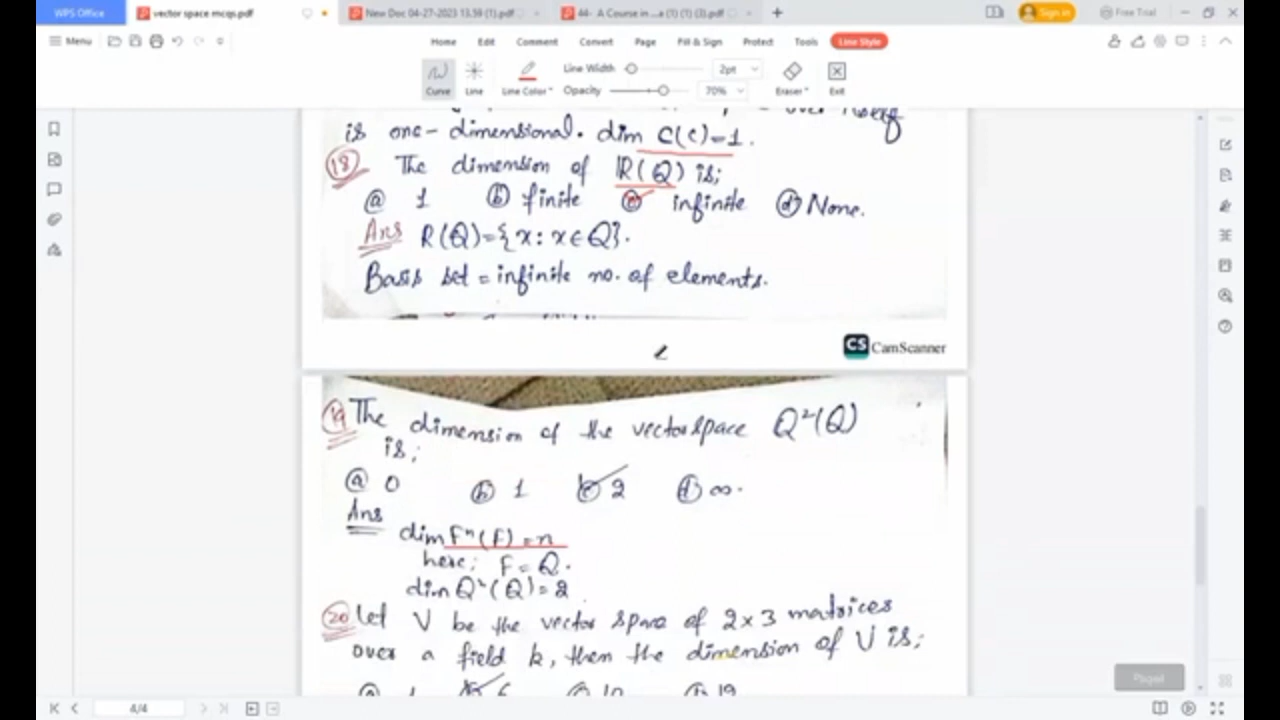 WPS Office
vector space mcqs.pdf
New Doc 04-27-2023 13.59 (1).pdf
44- A Course in ...a (1) (1) (3).pdf
Sign in
Free Trial
Menu
Home Edit Comment Convert Page Fill & Sign Protect Tools Line Style
Curve Line Line Color Line Width 2pt Opacity 70% Eraser Exit
over itself
is one-dimensional. dim C(C)=1.
(18) The dimension of R(Q) is;
(a) 1 (b) finite (c) infinite (d) None.
Ans R(Q)={x: x∈Q}.
Basis set = infinite no. of elements.
CS CamScanner
(19) The dimension of the vectorspace Q²(Q)
is;
(a) 0 (b) 1 (c) 2 (d) ∞.
Ans
dim Fⁿ(F)=n
here; F=Q.
dim Q²(Q)=2
(20) Let V be the vector space of 2×3 matrices
over a field k, then the dimension of V is;
4/4